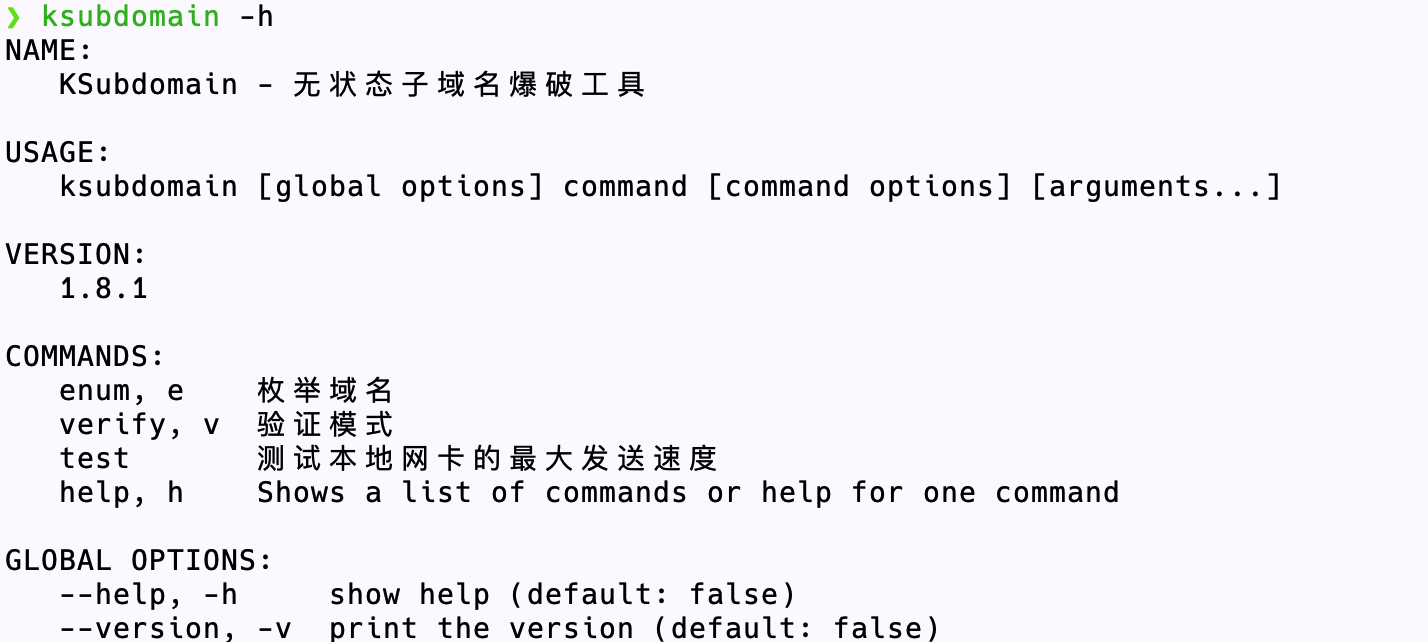 ❯ ksubdomain -h
NAME:
   KSubdomain - 无状态子域名爆破工具

USAGE:
   ksubdomain [global options] command [command options] [arguments...]

VERSION:
   1.8.1

COMMANDS:
   enum, e    枚举域名
   verify, v  验证模式
   test       测试本地网卡的最大发送速度
   help, h    Shows a list of commands or help for one command

GLOBAL OPTIONS:
   --help, -h     show help (default: false)
   --version, -v  print the version (default: false)